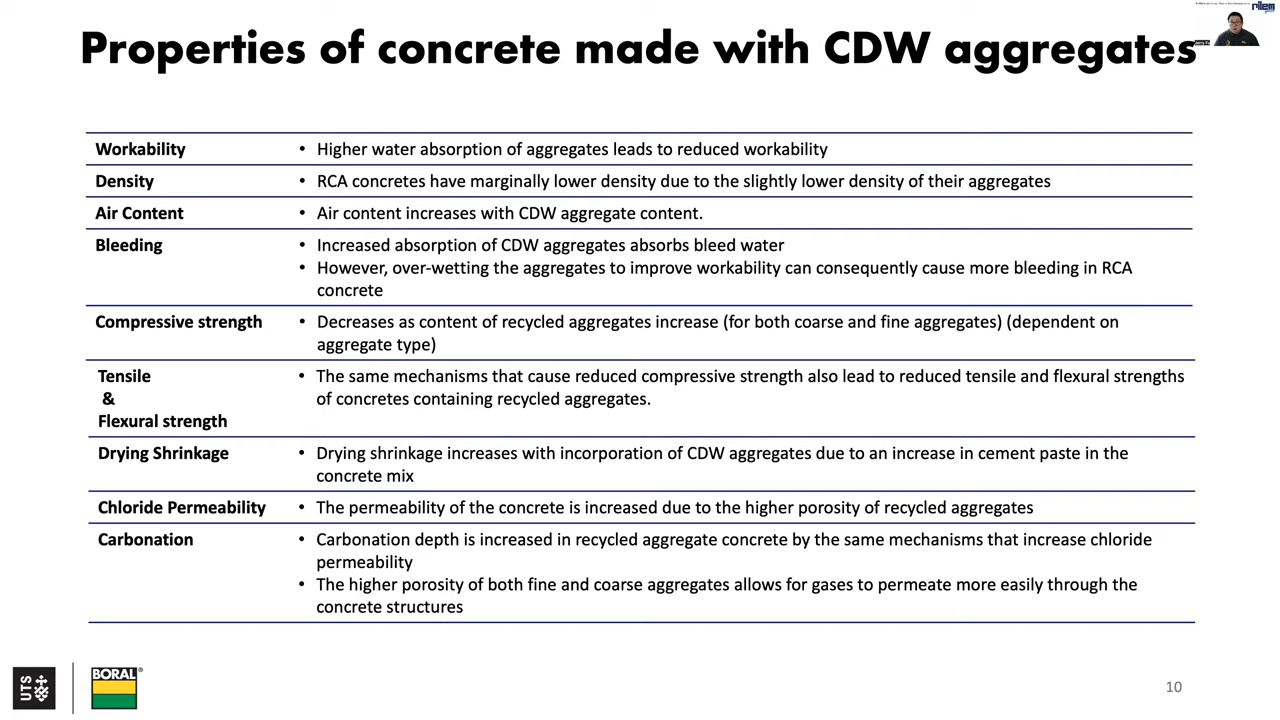 rilem
Properties of concrete made with CDW aggregates
Workability
• Higher water absorption of aggregates leads to reduced workability
Density
• RCA concretes have marginally lower density due to the slightly lower density of their aggregates
Air Content
• Air content increases with CDW aggregate content.
Bleeding
• Increased absorption of CDW aggregates absorbs bleed water
• However, over-wetting the aggregates to improve workability can consequently cause more bleeding in RCA
concrete
Compressive strength
• Decreases as content of recycled aggregates increase (for both coarse and fine aggregates) (dependent on
aggregate type)
Tensile
&
Flexural strength
• The same mechanisms that cause reduced compressive strength also lead to reduced tensile and flexural strengths
of concretes containing recycled aggregates.
Drying Shrinkage
• Drying shrinkage increases with incorporation of CDW aggregates due to an increase in cement paste in the
concrete mix
Chloride Permeability
• The permeability of the concrete is increased due to the higher porosity of recycled aggregates
Carbonation
• Carbonation depth is increased in recycled aggregate concrete by the same mechanisms that increase chloride
permeability
• The higher porosity of both fine and coarse aggregates allows for gases to permeate more easily through the
concrete structures
UTS
BORAL®
10